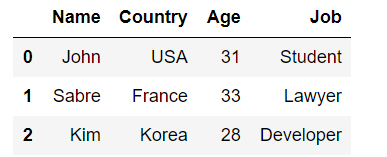 Name Country Age Job
0 John USA 31 Student
1 Sabre France 33 Lawyer
2 Kim Korea 28 Developer